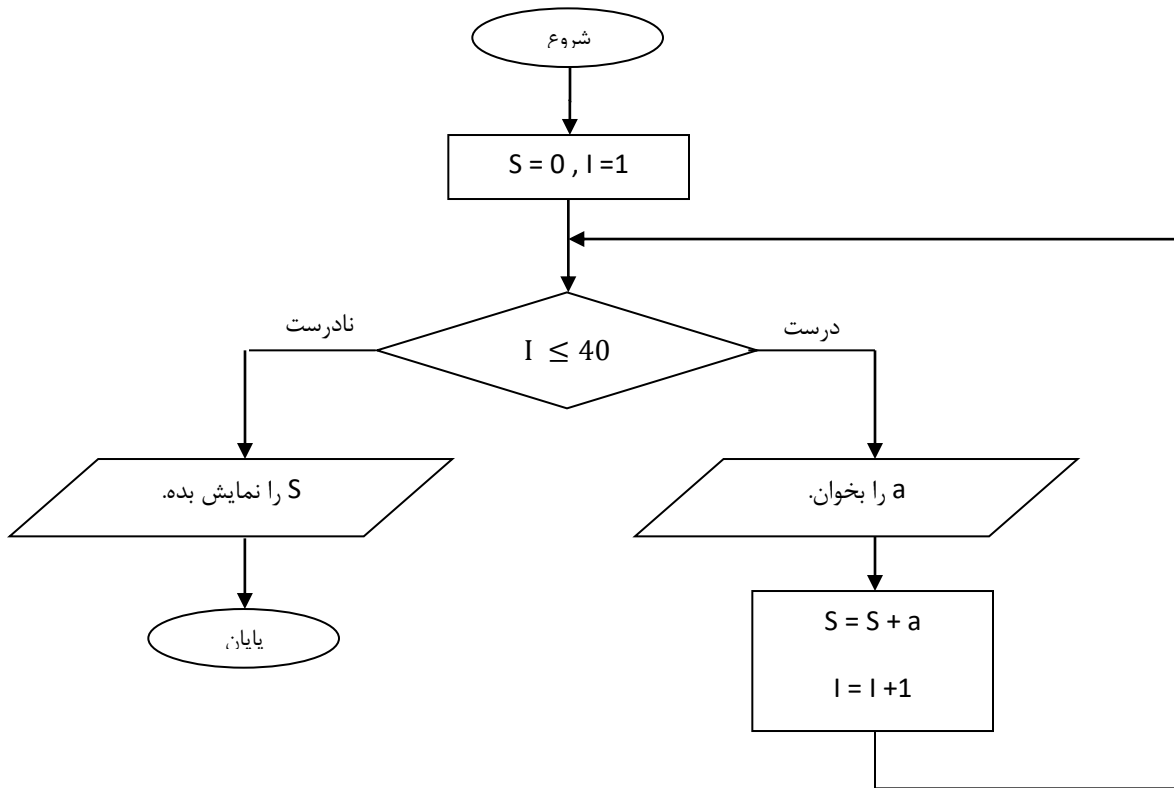 شروع
S = 0 , I =1
نادرست
درست
I ≤ 40
S را نمایش بده.
a را بخوان.
پایان
S = S + a
I = I +1